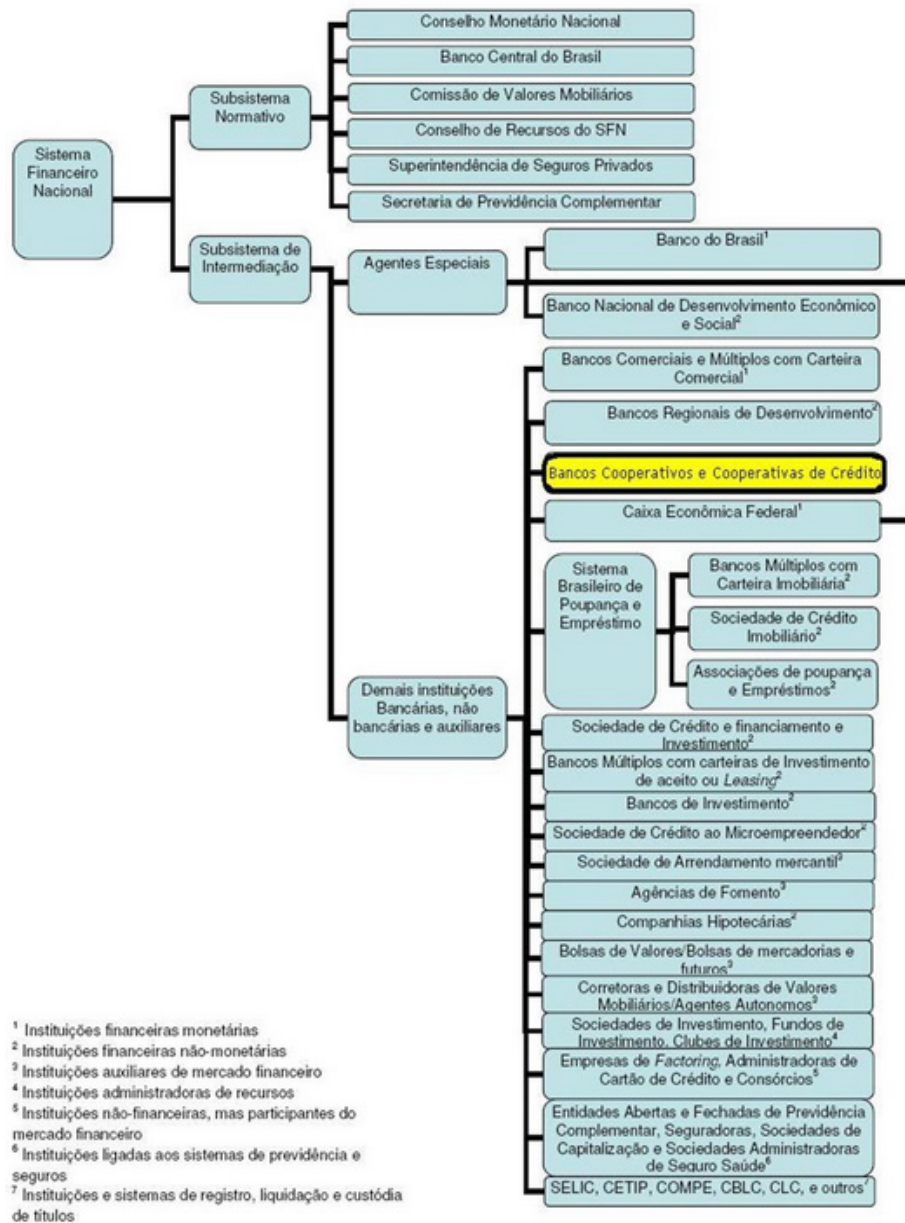 Conselho Monetário Nacional
Banco Central do Brasil
Comissão de Valores Mobiliários
Conselho de Recursos do SFN
Superintendência de Seguros Privados
Secretaria de Previdência Complementar
Subsistema
Normativo
Sistema
Financeiro
Nacional
Subsistema de
Intermediação
Agentes Especiais
Banco do Brasil¹
Banco Nacional de Desenvolvimento Econômico
e Social²
Bancos Comerciais e Múltiplos com Carteira
Comercial¹
Bancos Regionais de Desenvolvimento²
Bancos Cooperativos e Cooperativas de Crédito
Caixa Econômica Federal¹
Sistema
Brasileiro de
Poupança e
Empréstimo
Bancos Múltiplos com
Carteira Imobiliária²
Sociedade de Crédito
Imobiliário²
Associações de poupança
e Empréstimos²
Demais instituições
Bancárias, não
bancárias e auxiliares
Sociedade de Crédito e financiamento e
Investimento²
Bancos Múltiplos com carteiras de Investimento
de aceito ou Leasing²
Bancos de Investimento²
Sociedade de Crédito ao Microempreendedor²
Sociedade de Arrendamento mercantil³
Agências de Fomento³
Companhias Hipotecárias²
Bolsas de Valores/Bolsas de mercadorias e
futuros³
Corretoras e Distribuidoras de Valores
Mobiliários/Agentes Autonomos³
Sociedades de Investimento, Fundos de
Investimento, Clubes de Investimento⁴
Empresas de Factoring, Administradoras de
Cartão de Crédito e Consórcios⁵
Entidades Abertas e Fechadas de Previdência
Complementar, Seguradoras, Sociedades de
Capitalização e Sociedades Administradoras
de Seguro Saúde⁶
SELIC, CETIP, COMPE, CBLC, CLC, e outros⁷
¹ Instituições financeiras monetárias
² Instituições financeiras não-monetárias
³ Instituições auxiliares de mercado financeiro
⁴ Instituições administradoras de recursos
⁵ Instituições não-financeiras, mas participantes do
mercado financeiro
⁶ Instituições ligadas aos sistemas de previdência e
seguros
⁷ Instituições e sistemas de registro, liquidação e custódia
de títulos